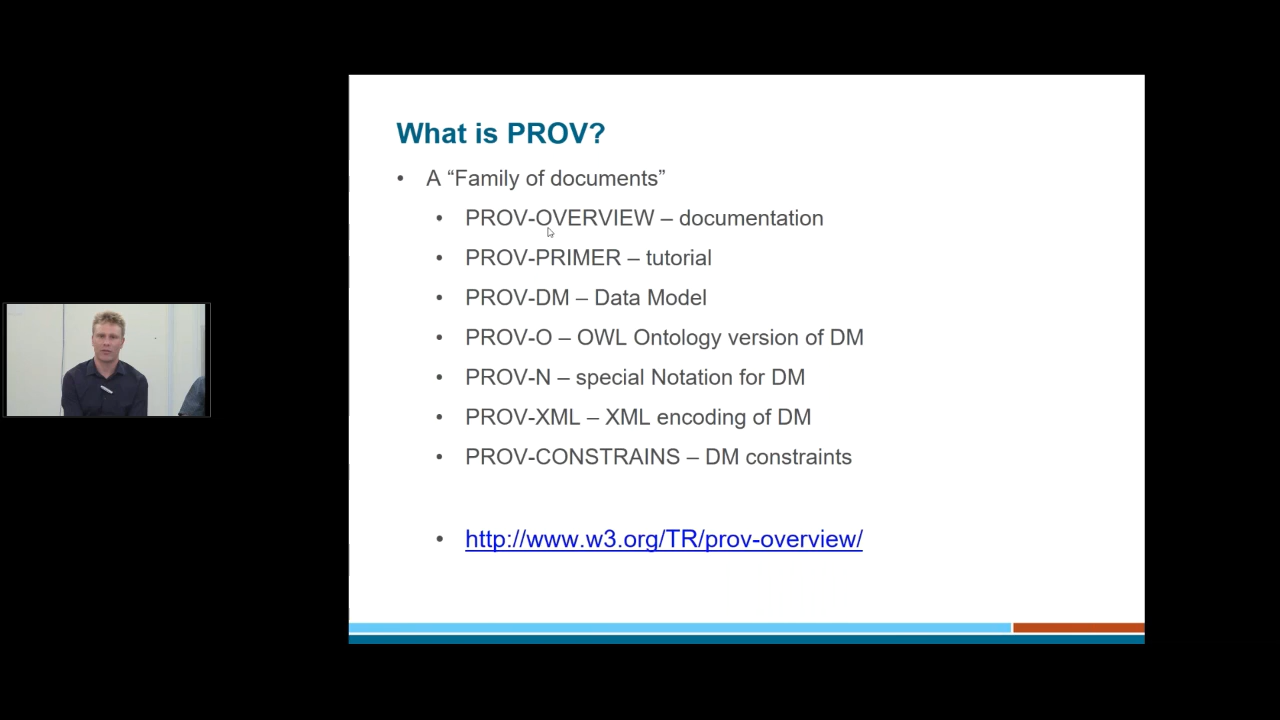 What is PROV?
• A “Family of documents”
• PROV-OVERVIEW – documentation
• PROV-PRIMER – tutorial
• PROV-DM – Data Model
• PROV-O – OWL Ontology version of DM
• PROV-N – special Notation for DM
• PROV-XML – XML encoding of DM
• PROV-CONSTRAINS – DM constraints
• http://www.w3.org/TR/prov-overview/